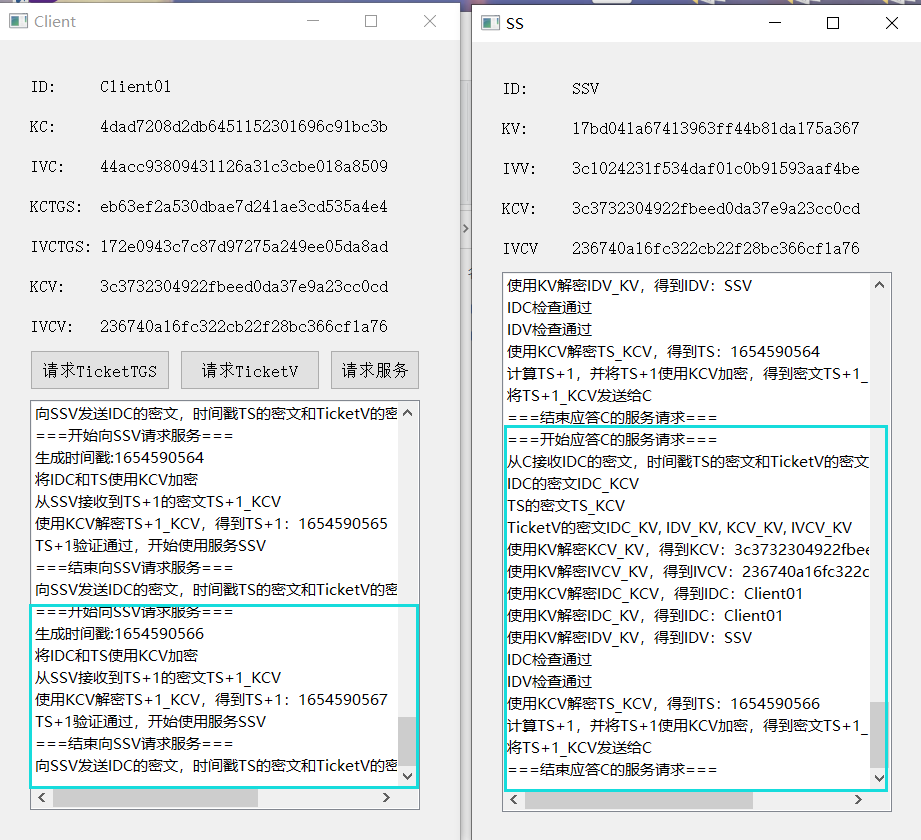 Client
ID: Client01
KC: 4dad7208d2db6451152301696c91bc3b
IVC: 44acc93809431126a31c3cbe018a8509
KCTGS: eb63ef2a530dbae7d241ae3cd535a4e4
IVCTGS: 172e0943c7c87d97275a249ee05da8ad
KCV: 3c3732304922fbeed0da37e9a23cc0cd
IVCV: 236740a16fc322cb22f28bc366cf1a76
请求TicketTGS 请求TicketV 请求服务
向SSV发送IDC的密文，时间戳TS的密文和TicketV的密
===开始向SSV请求服务===
生成时间戳:1654590564
将IDC和TS使用KCV加密
从SSV接收到TS+1的密文TS+1_KCV
使用KCV解密TS+1_KCV，得到TS+1：1654590565
TS+1验证通过，开始使用服务SSV
===结束向SSV请求服务===
向SSV发送IDC的密文，时间戳TS的密文和TicketV的密
===开始向SSV请求服务===
生成时间戳:1654590566
将IDC和TS使用KCV加密
从SSV接收到TS+1的密文TS+1_KCV
使用KCV解密TS+1_KCV，得到TS+1：1654590567
TS+1验证通过，开始使用服务SSV
===结束向SSV请求服务===
向SSV发送IDC的密文，时间戳TS的密文和TicketV的密
SS
ID: SSV
KV: 17bd041a67413963ff44b81da175a367
IVV: 3c1024231f534daf01c0b91593aaf4be
KCV: 3c3732304922fbeed0da37e9a23cc0cd
IVCV 236740a16fc322cb22f28bc366cf1a76
使用KV解密IDV_KV，得到IDV：SSV
IDC检查通过
IDV检查通过
使用KCV解密TS_KCV，得到TS：1654590564
计算TS+1，并将TS+1使用KCV加密，得到密文TS+1_
将TS+1_KCV发送给C
===结束应答C的服务请求===
===开始应答C的服务请求===
从C接收IDC的密文，时间戳TS的密文和TicketV的密文
IDC的密文IDC_KCV
TS的密文TS_KCV
TicketV的密文IDC_KV, IDV_KV, KCV_KV, IVCV_KV
使用KV解密KCV_KV，得到KCV：3c3732304922fbee
使用KV解密IVCV_KV，得到IVCV：236740a16fc322c
使用KCV解密IDC_KCV，得到IDC：Client01
使用KV解密IDC_KV，得到IDC：Client01
使用KV解密IDV_KV，得到IDV：SSV
IDC检查通过
IDV检查通过
使用KCV解密TS_KCV，得到TS：1654590566
计算TS+1，并将TS+1使用KCV加密，得到密文TS+1_
将TS+1_KCV发送给C
===结束应答C的服务请求===